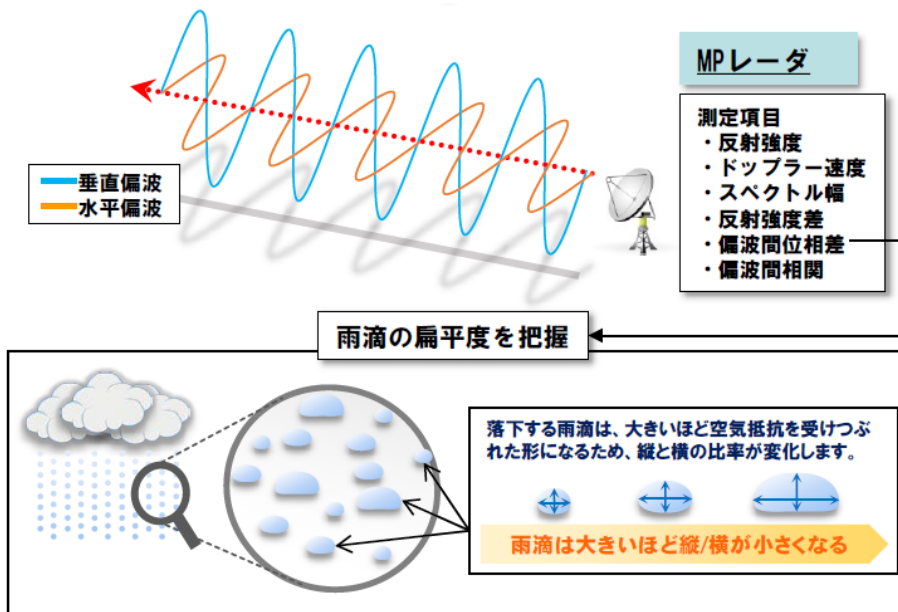 MPレーダ
測定項目
・反射強度
・ドップラー速度
・スペクトル幅
・反射強度差
・偏波間位相差
・偏波間相関
垂直偏波
水平偏波
雨滴の扁平度を把握
落下する雨滴は、大きいほど空気抵抗を受けつぶ
れた形になるため、縦と横の比率が変化します。
雨滴は大きいほど縦/横が小さくなる